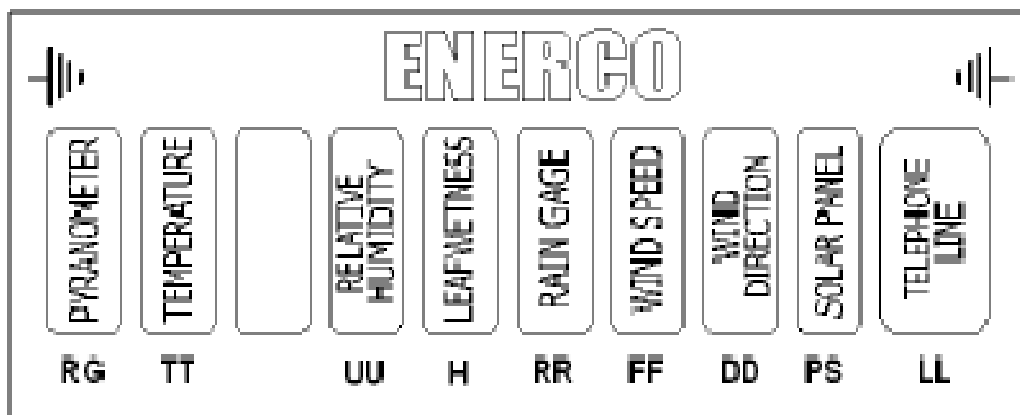 ENERCO
PYRANOMETER
TEMPERATURE
RELATIVE
HUMIDITY
LEAFWETNESS
RAIN GAGE
WIND SPEED
WIND
DIRECTION
SOLAR PANEL
TELEPHONE
LINE
RG TT UU H RR FF DD PS LL